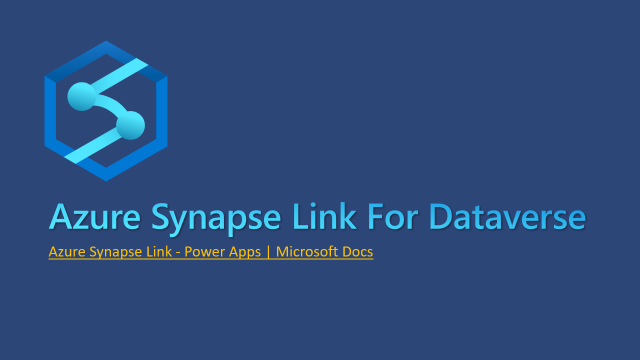 Azure Synapse Link For Dataverse
Azure Synapse Link - Power Apps | Microsoft Docs